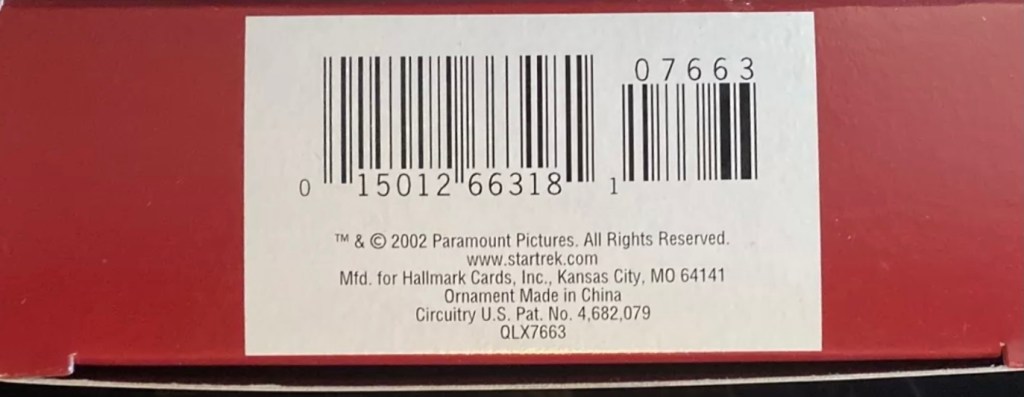 07663
0 15012 66318 1
™ & © 2002 Paramount Pictures. All Rights Reserved.
www.startrek.com
Mfd. for Hallmark Cards, Inc., Kansas City, MO 64141
Ornament Made in China
Circuitry U.S. Pat. No. 4,682,079
QLX7663